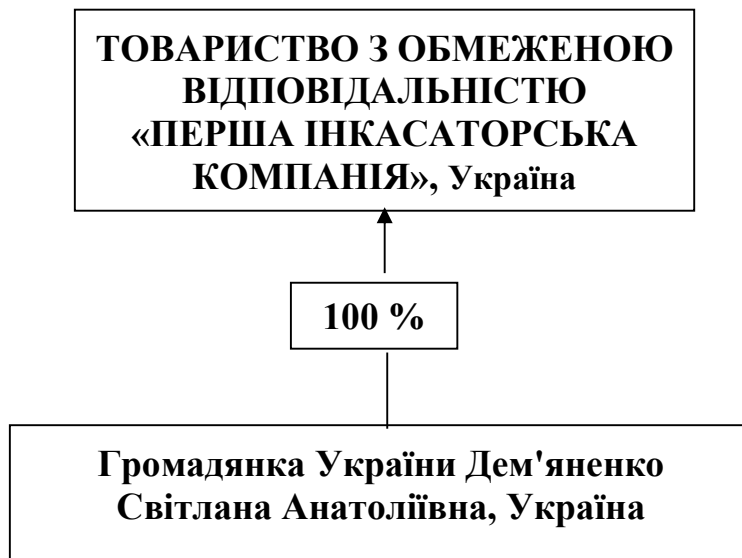 ТОВАРИСТВО З ОБМЕЖЕНОЮ
ВІДПОВІДАЛЬНІСТЮ
«ПЕРША ІНКАСАТОРСЬКА
КОМПАНІЯ», Україна
100 %
Громадянка України Дем'яненко
Світлана Анатоліївна, Україна